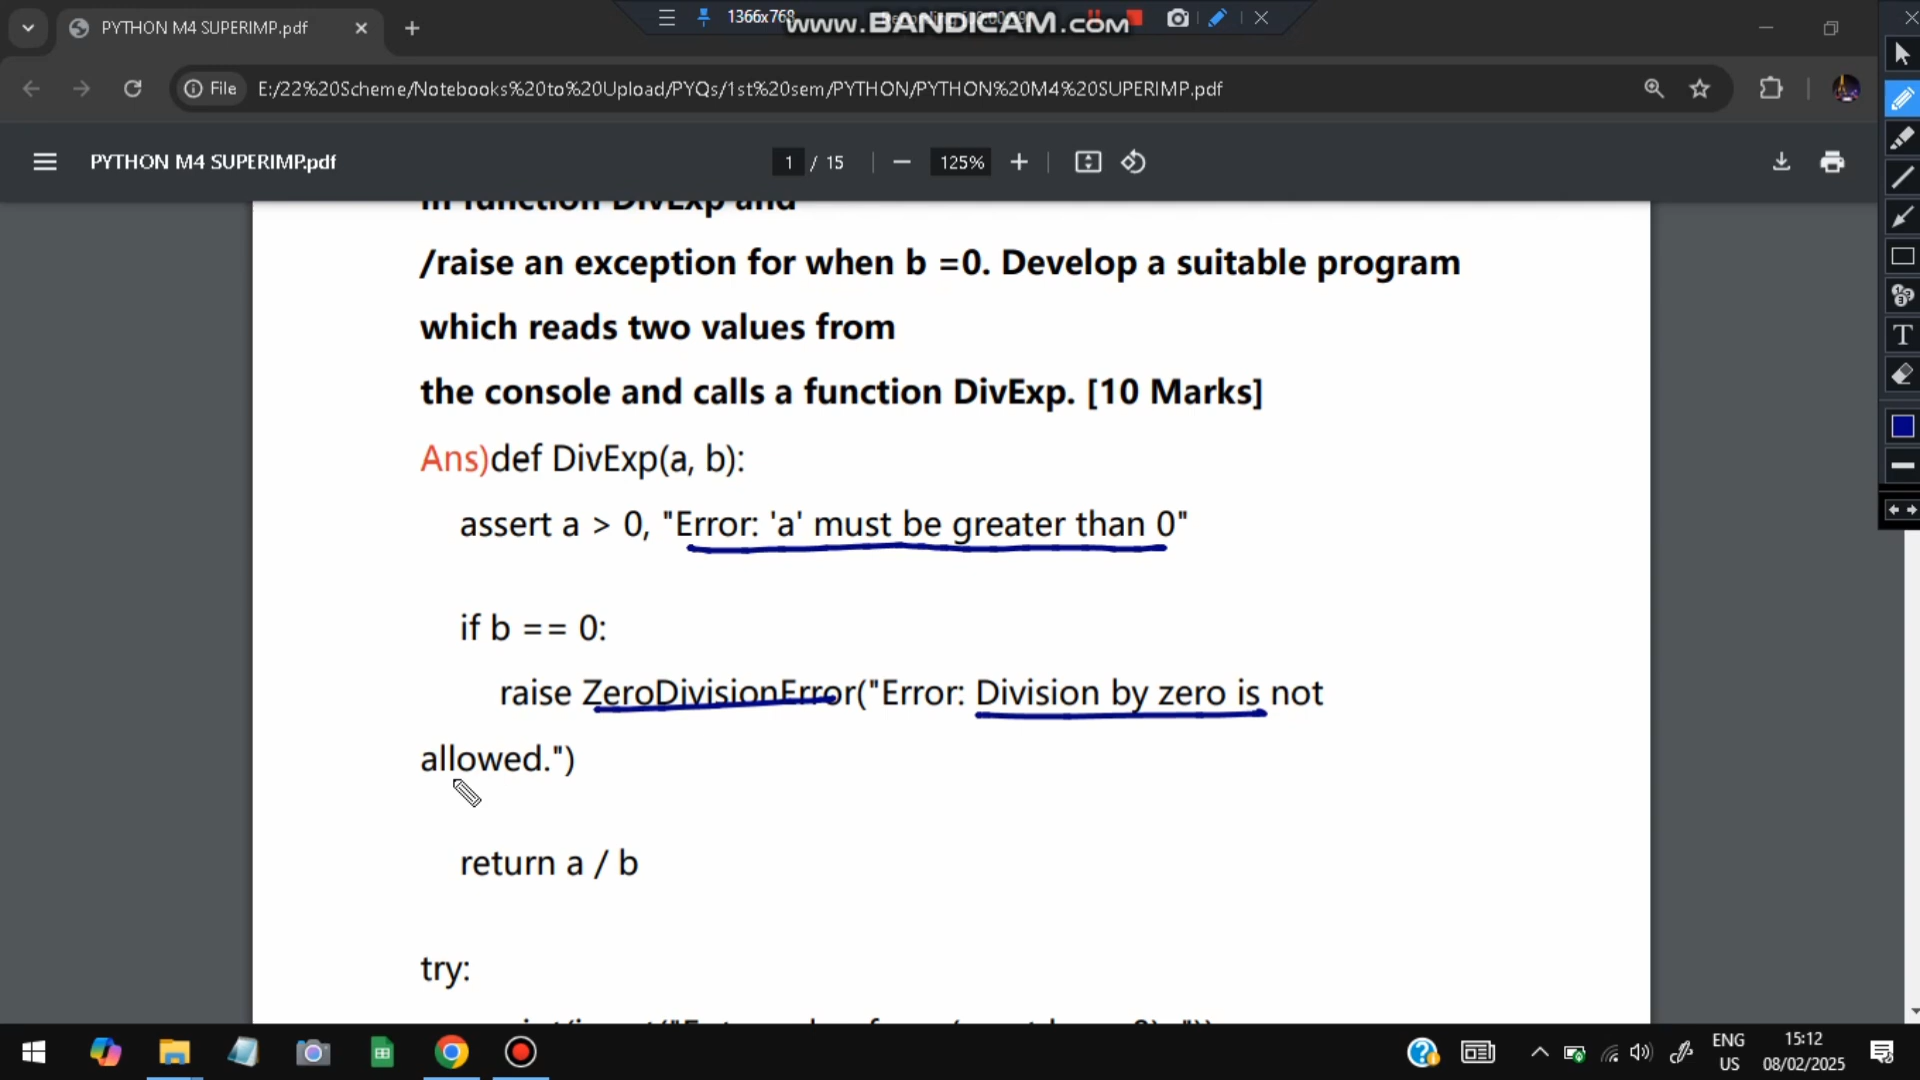 PYTHON M4 SUPERIMP.pdf
1366x768
www.BANDICAM.com
File
E:/22%20Scheme/Notebooks%20to%20Upload/PYQs/1st%20sem/PYTHON/PYTHON%20M4%20SUPERIMP.pdf
PYTHON M4 SUPERIMP.pdf
1 / 15
125%
in function DivExp and
/raise an exception for when b =0. Develop a suitable program
which reads two values from
the console and calls a function DivExp. [10 Marks]
Ans)def DivExp(a, b):
assert a > 0, "Error: 'a' must be greater than 0"
if b == 0:
raise ZeroDivisionError("Error: Division by zero is not
allowed.")
return a / b
try:
T
ENG
US
15:12
08/02/2025